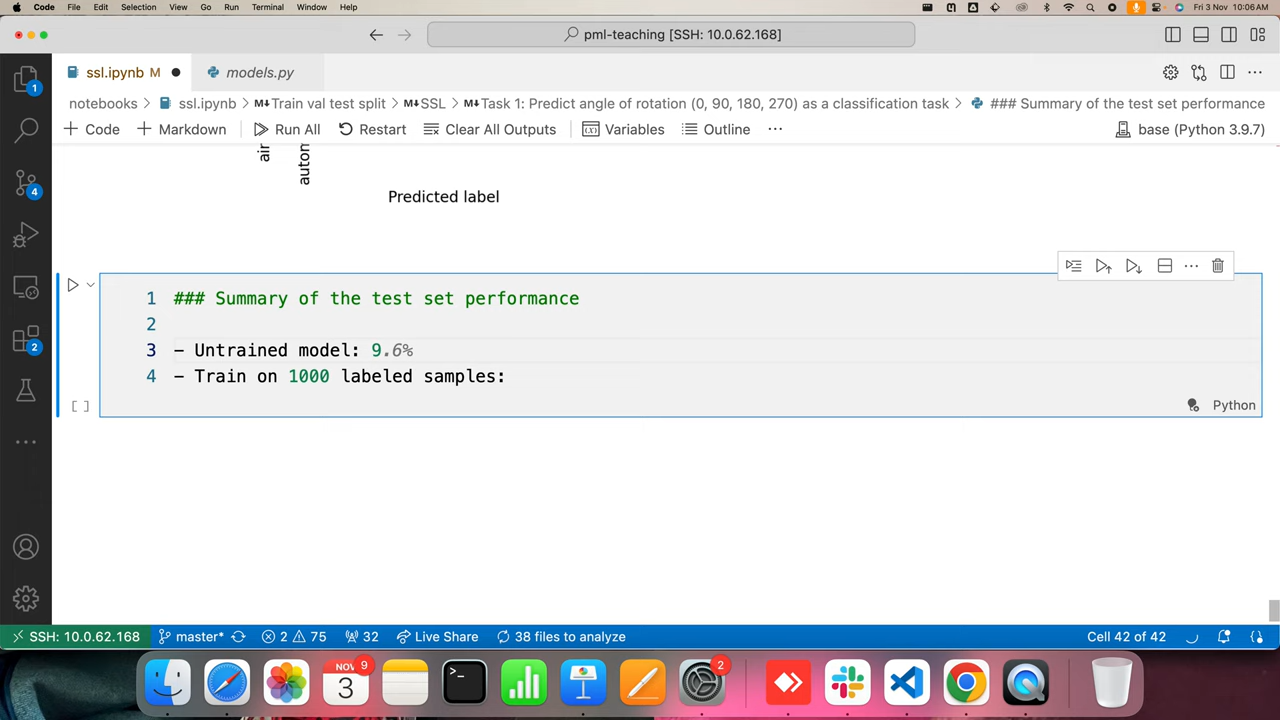 Code File Edit Selection View Go Run Terminal Window Help Fri 3 Nov 10:06 AM
pml-teaching [SSH: 10.0.62.168]
ssl.ipynb M models.py
notebooks ssl.ipynb Train val test split SSL Task 1: Predict angle of rotation (0, 90, 180, 270) as a classification task ### Summary of the test set performance
Code Markdown Run All Restart Clear All Outputs Variables Outline ... base (Python 3.9.7)
Predicted label
1 ### Summary of the test set performance
2
3 - Untrained model: 9.6%
4 - Train on 1000 labeled samples:
[ ] Python
SSH: 10.0.62.168 master* 2 75 32 Live Share 38 files to analyze Cell 42 of 42
1
4
2
NOV 9
3
2